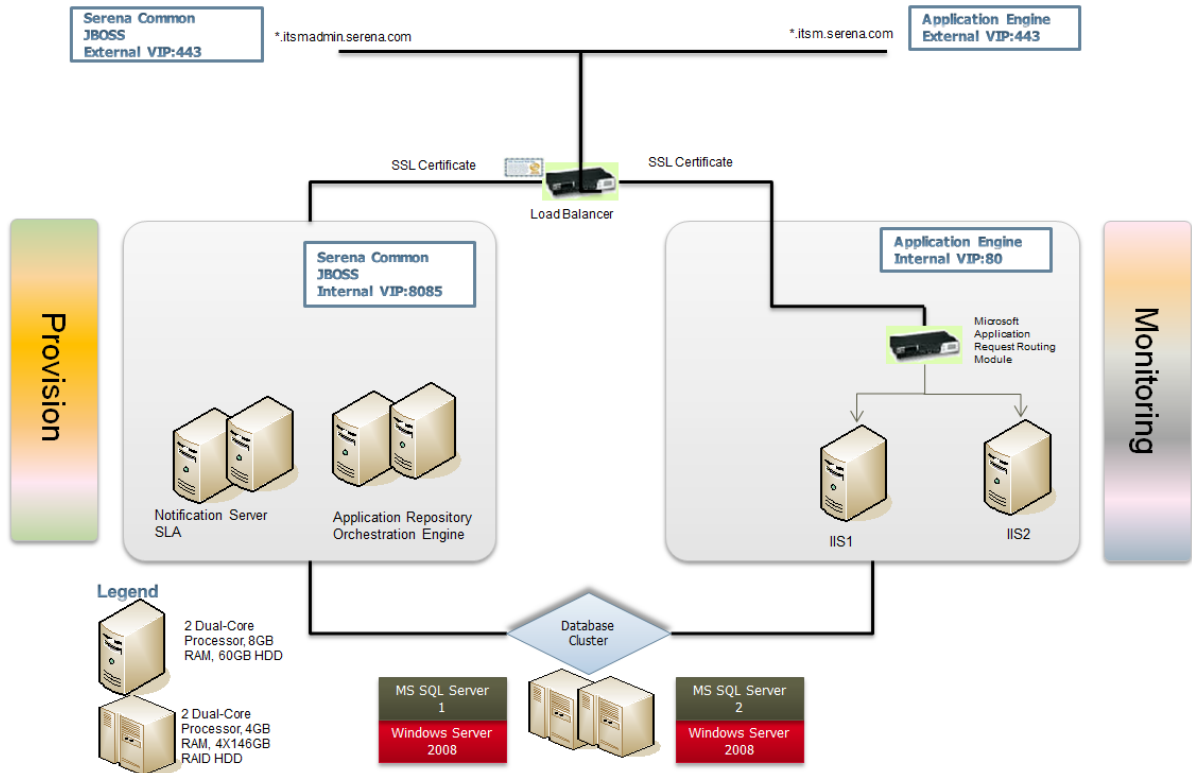 Serena Common
JBOSS
External VIP:443
*.itsmadmin.serena.com
*.itsm.serena.com
Application Engine
External VIP:443
SSL Certificate
SSL Certificate
Load Balancer
Provision
Serena Common
JBOSS
Internal VIP:8085
Notification Server
SLA
Application Repository
Orchestration Engine
Application Engine
Internal VIP:80
Microsoft
Application
Request Routing
Module
IIS1
IIS2
Monitoring
Legend
2 Dual-Core
Processor, 8GB
RAM, 60GB HDD
2 Dual-Core
Processor, 4GB
RAM, 4X146GB
RAID HDD
Database
Cluster
MS SQL Server
1
Windows Server
2008
MS SQL Server
2
Windows Server
2008